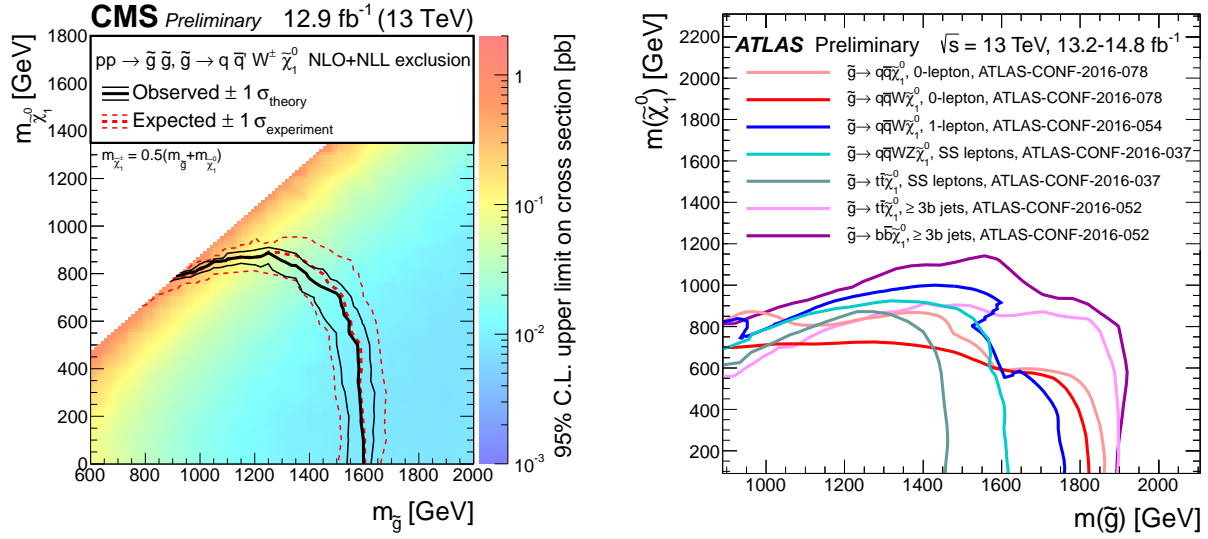 CMS Preliminary 12.9 fb⁻¹ (13 TeV)
pp → g̃ g̃, g̃ → q q̄ W± χ̃₁⁰ NLO+NLL exclusion
Observed ± 1 σtheory
Expected ± 1 σexperiment
mχ̃₁± = 0.5(mg̃+mχ̃₁⁰)
mχ̃₁⁰ [GeV]
1800
1600
1400
1200
1000
800
600
400
200
0
600 800 1000 1200 1400 1600 1800 2000
mg̃ [GeV]
1
10⁻¹
10⁻²
10⁻³
95% C.L. upper limit on cross section [pb]
ATLAS Preliminary √s = 13 TeV, 13.2-14.8 fb⁻¹
g̃→ qq̄χ̃₁⁰, 0-lepton, ATLAS-CONF-2016-078
g̃→ qq̄Wχ̃₁⁰, 0-lepton, ATLAS-CONF-2016-078
g̃→ qq̄Wχ̃₁⁰, 1-lepton, ATLAS-CONF-2016-054
g̃→ qq̄WZχ̃₁⁰, SS leptons, ATLAS-CONF-2016-037
g̃→ tt̄χ̃₁⁰, SS leptons, ATLAS-CONF-2016-037
g̃→ tt̄χ̃₁⁰, ≥ 3b jets, ATLAS-CONF-2016-052
g̃→ bb̄χ̃₁⁰, ≥ 3b jets, ATLAS-CONF-2016-052
m(χ̃₁⁰) [GeV]
2200
2000
1800
1600
1400
1200
1000
800
600
400
200
1000 1200 1400 1600 1800 2000
m(g̃) [GeV]